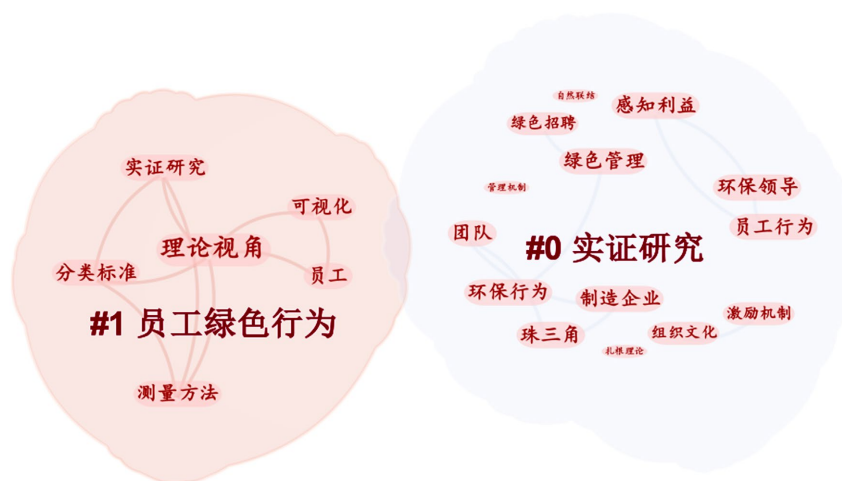 实证研究
可视化
理论视角
分类标准
员工
#1 员工绿色行为
测量方法
自然联结
感知利益
绿色招聘
绿色管理
管理机制
环保领导
员工行为
团队
#0 实证研究
环保行为
制造企业
珠三角
组织文化
激励机制
扎根理论